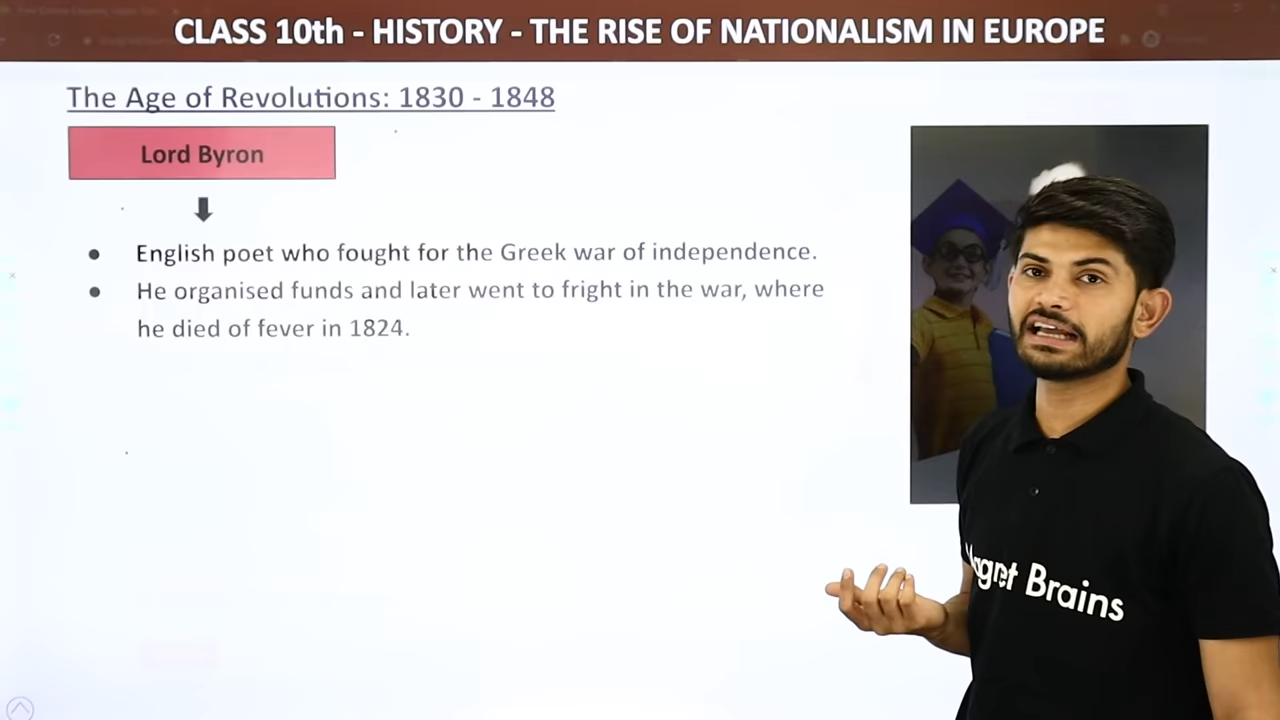 CLASS 10th - HISTORY - THE RISE OF NATIONALISM IN EUROPE
The Age of Revolutions: 1830 - 1848
Lord Byron
● English poet who fought for the Greek war of independence.
● He organised funds and later went to fright in the war, where
he died of fever in 1824.
Brains